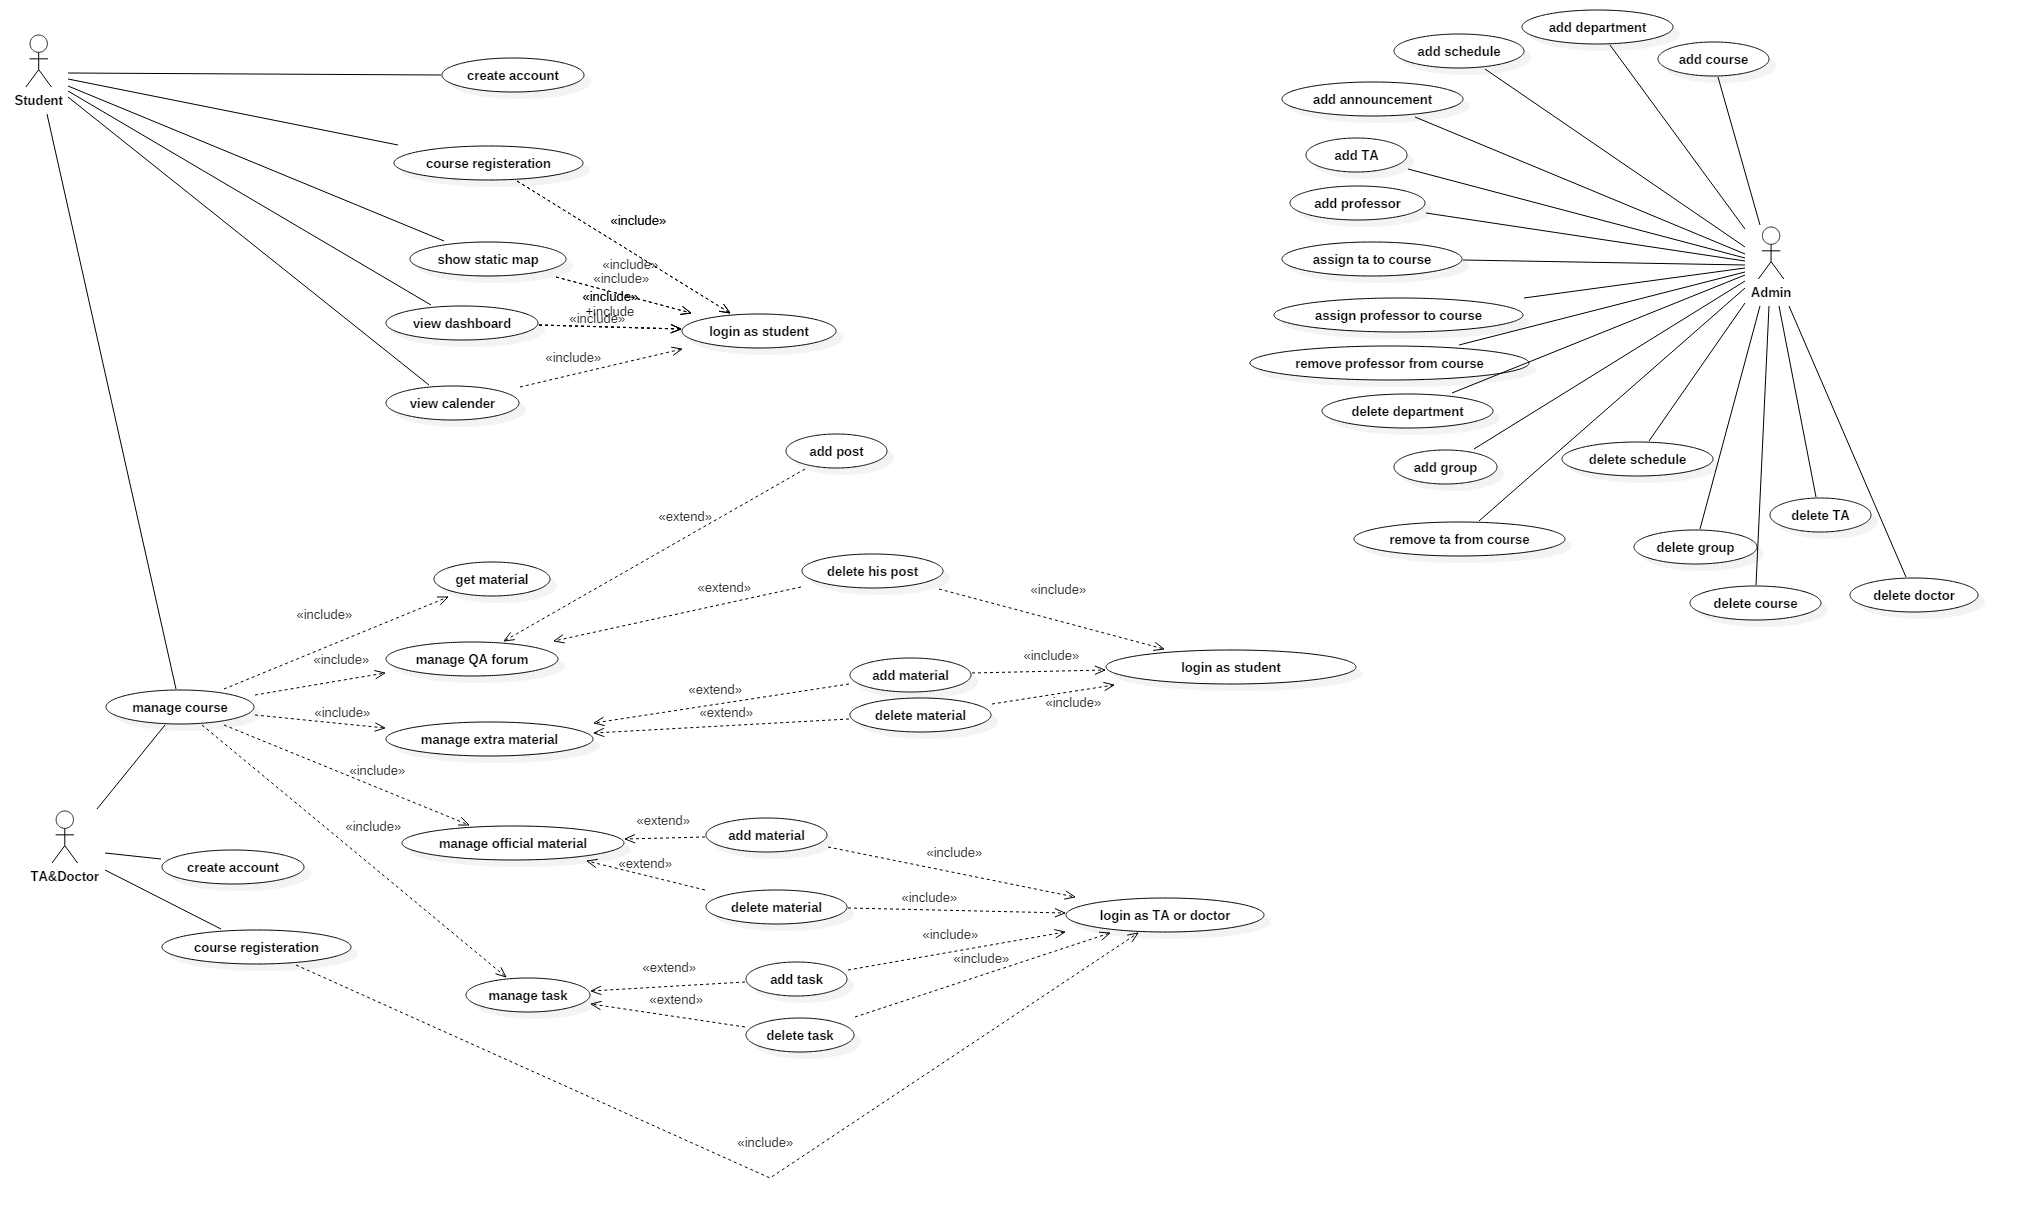 Student
create account
course registeration
«include»
show static map
«include»
«include»
«include»
+include
«include»
view dashboard
login as student
«include»
view calender
add post
«extend»
get material
delete his post
«extend»
«include»
«include»
manage QA forum
«include»
add material
«include»
login as student
«extend»
manage course
«include»
manage extra material
«extend»
delete material
«include»
«include»
«include»
manage official material
«extend»
add material
«include»
«extend»
TA&Doctor
create account
delete material
«include»
login as TA or doctor
course registeration
«include»
«include»
manage task
«extend»
add task
«extend»
delete task
«include»
add department
add schedule
add course
add announcement
add TA
add professor
assign ta to course
Admin
assign professor to course
remove professor from course
delete department
add group
delete schedule
remove ta from course
delete group
delete TA
delete course
delete doctor